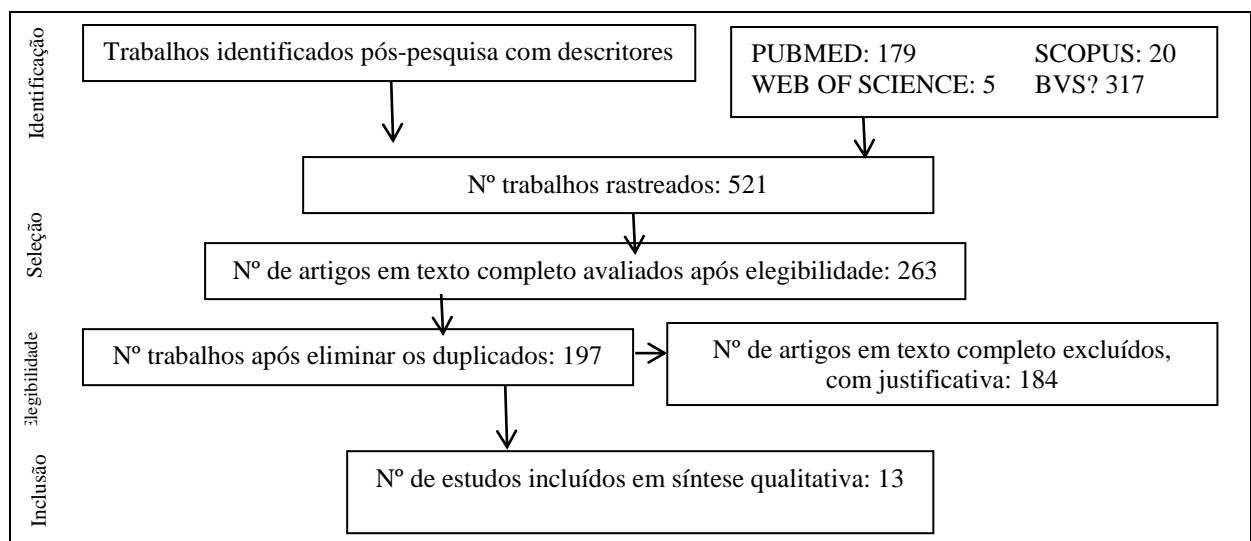 Identificação
Trabalhos identificados pós-pesquisa com descritores
PUBMED: 179 SCOPUS: 20
WEB OF SCIENCE: 5 BVS? 317
Nº trabalhos rastreados: 521
Seleção
Nº de artigos em texto completo avaliados após elegibilidade: 263
Elegibilidade
Nº trabalhos após eliminar os duplicados: 197
Nº de artigos em texto completo excluídos,
com justificativa: 184
Inclusão
Nº de estudos incluídos em síntese qualitativa: 13